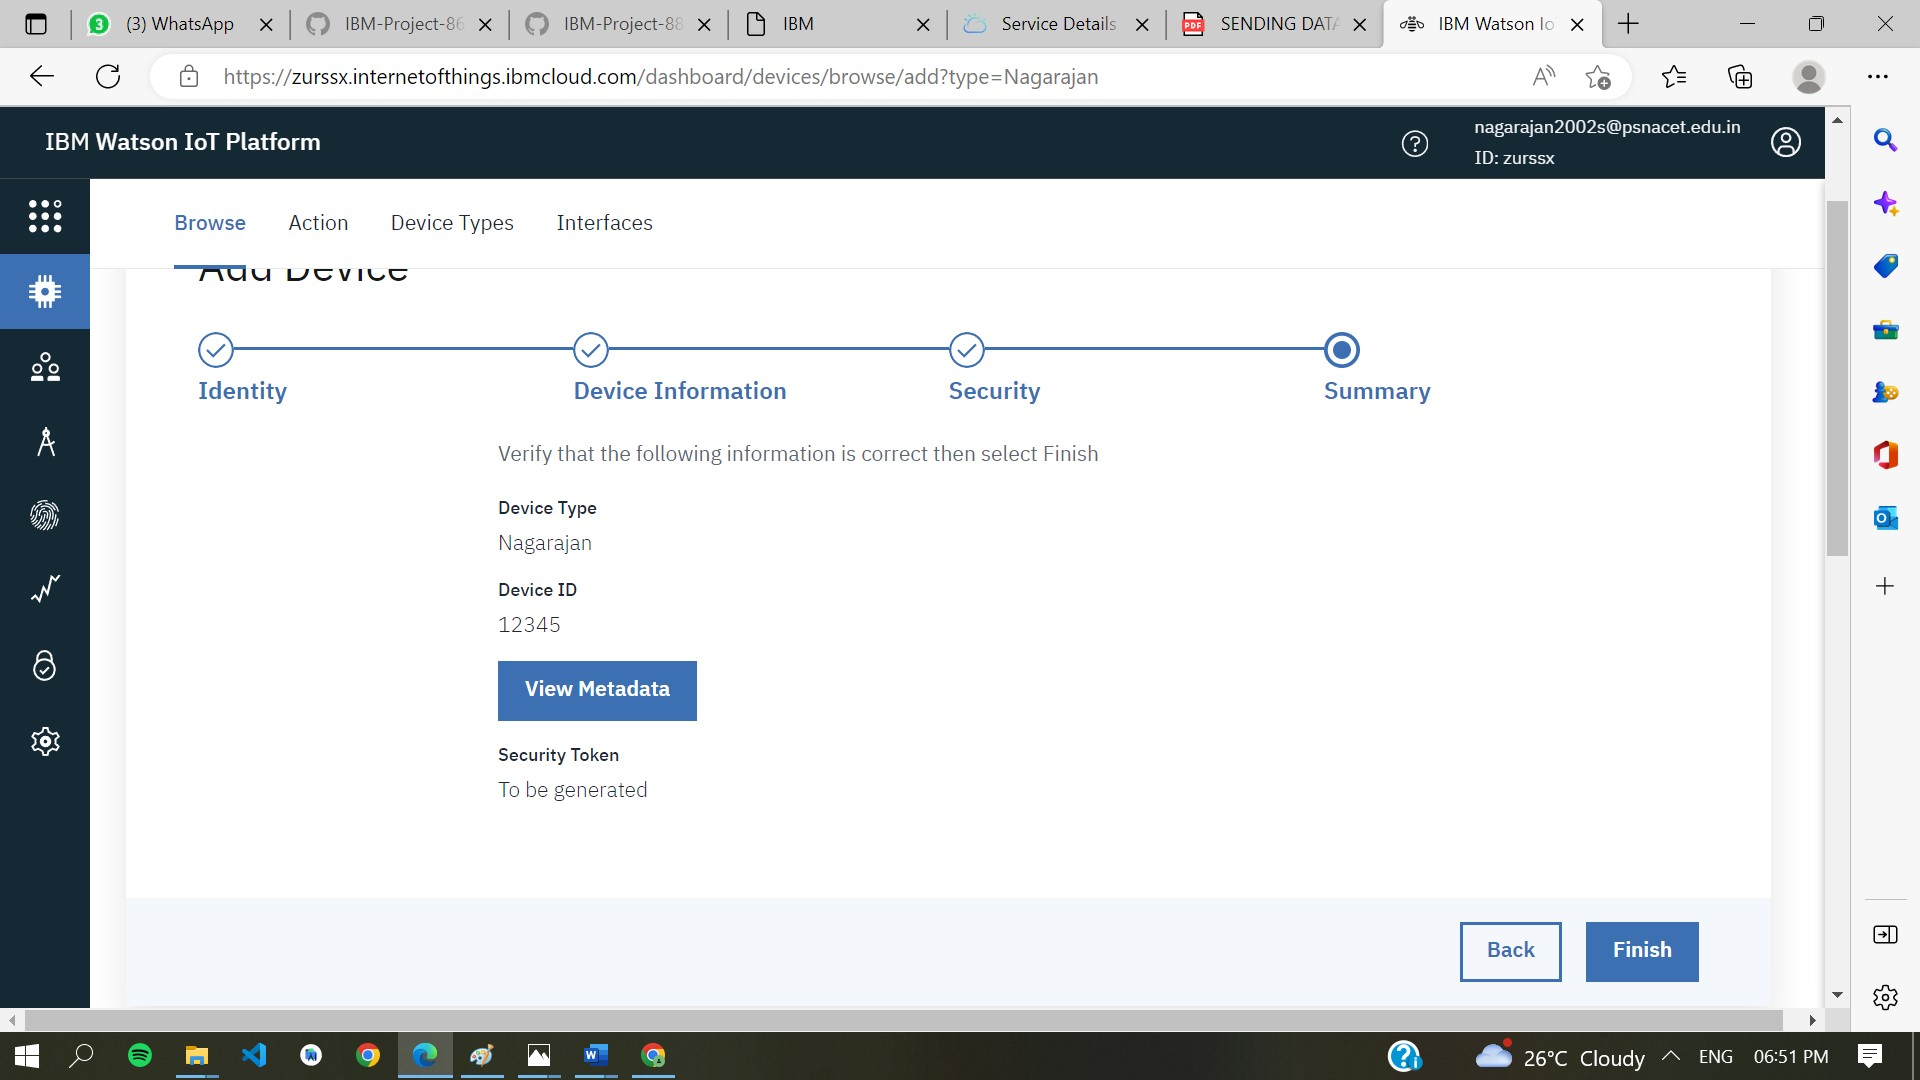 (3) WhatsApp
IBM-Project-86
IBM-Project-88
IBM
Service Details
SENDING DATA
IBM Watson Io
https://zurssx.internetofthings.ibmcloud.com/dashboard/devices/browse/add?type=Nagarajan
IBM Watson IoT Platform
nagarajan2002s@psnacet.edu.in
ID: zurssx
Browse Action Device Types Interfaces
Add Device
Identity Device Information Security Summary
Verify that the following information is correct then select Finish
Device Type
Nagarajan
Device ID
12345
View Metadata
Security Token
To be generated
Back Finish
26°C Cloudy ENG 06:51 PM